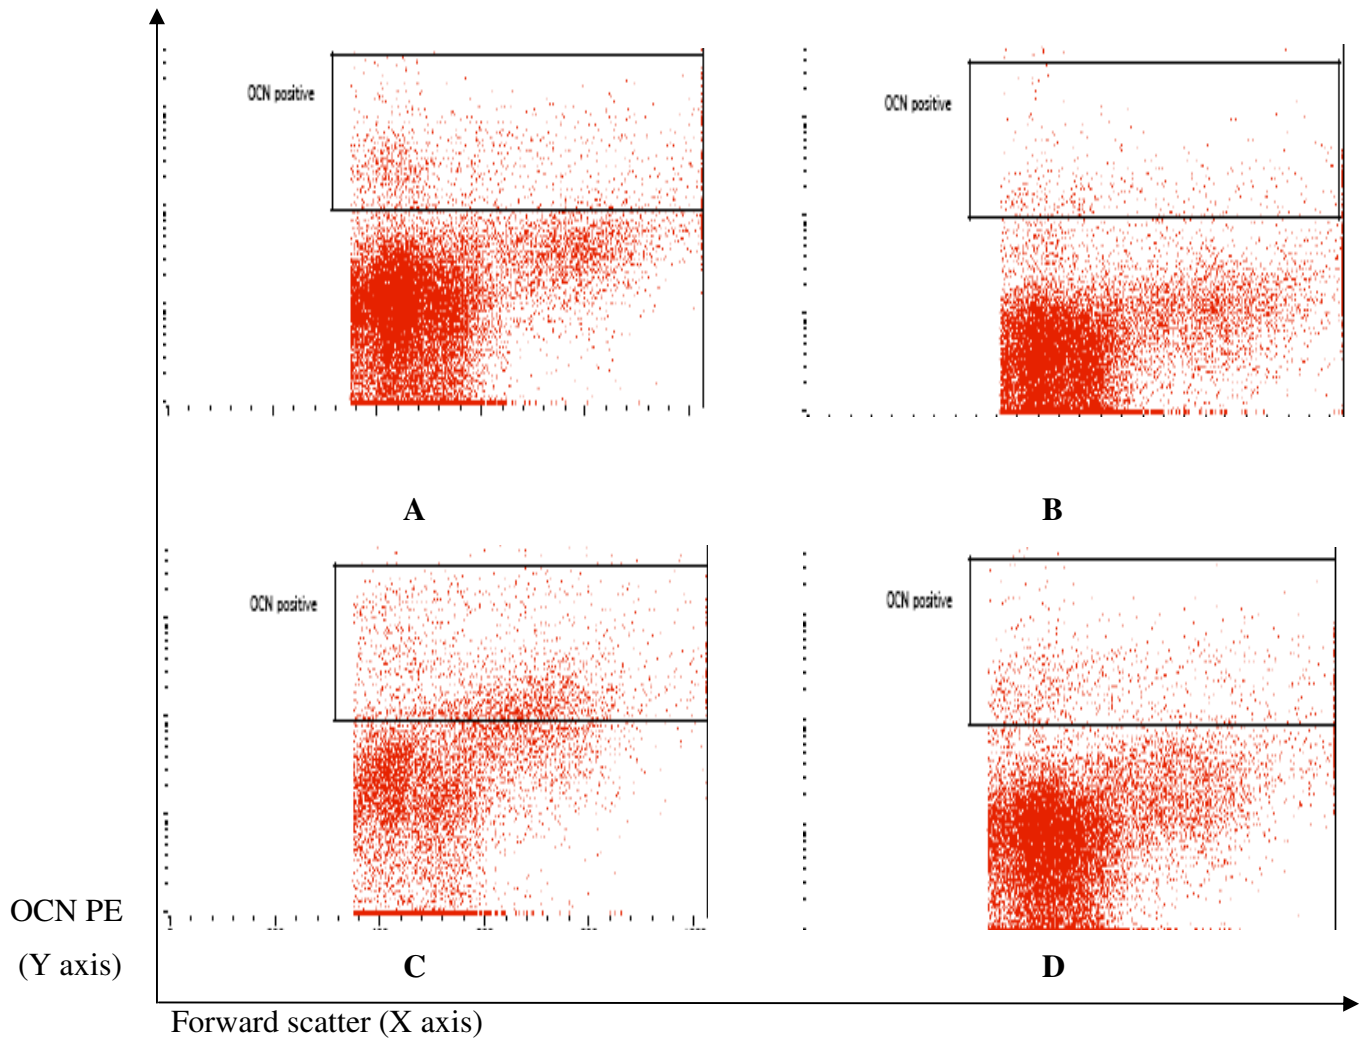 OCN positive
OCN positive
A
B
OCN positive
OCN positive
OCN PE
(Y axis)
C
D
Forward scatter (X axis)